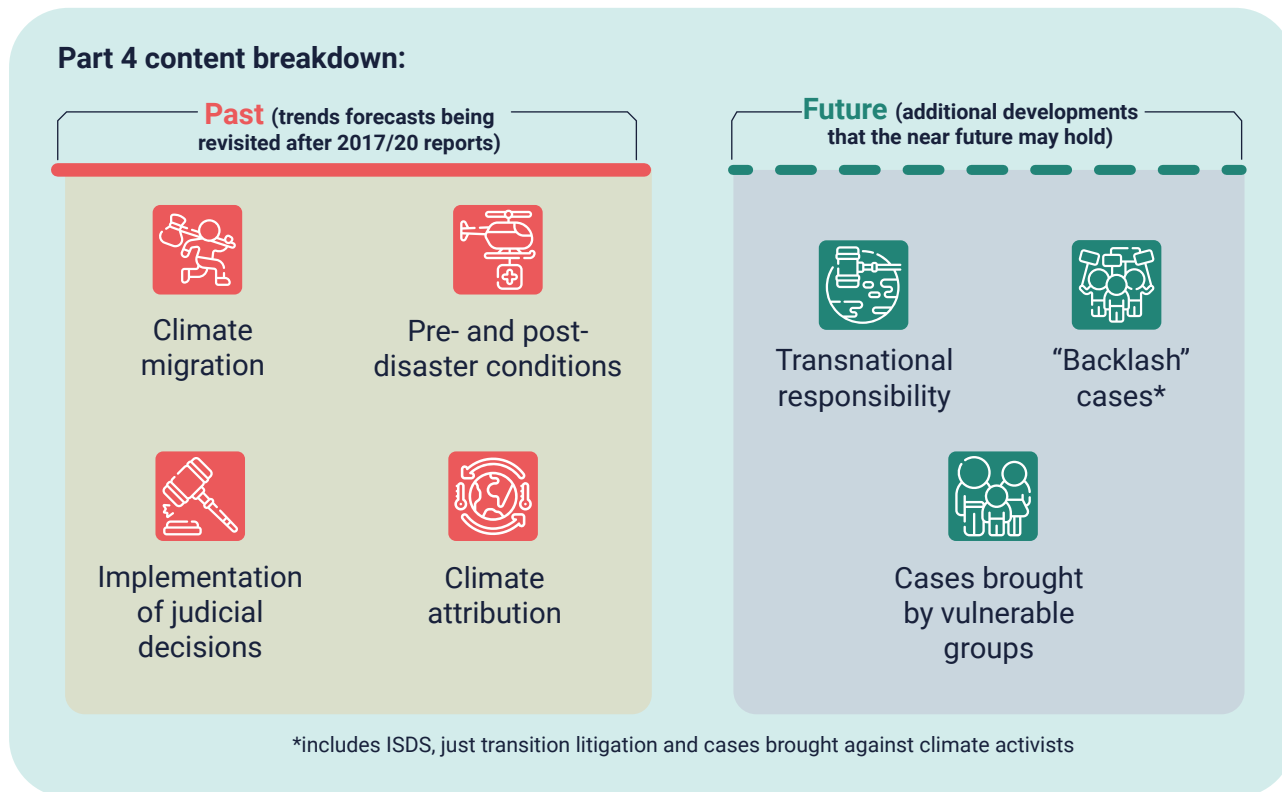 Part 4 content breakdown:
Past (trends forecasts being
revisited after 2017/20 reports)
Climate
migration
Pre- and post-
disaster conditions
Implementation
of judicial
decisions
Climate
attribution
Future (additional developments
that the near future may hold)
Transnational
responsibility
“Backlash”
cases*
Cases brought
by vulnerable
groups
*includes ISDS, just transition litigation and cases brought against climate activists